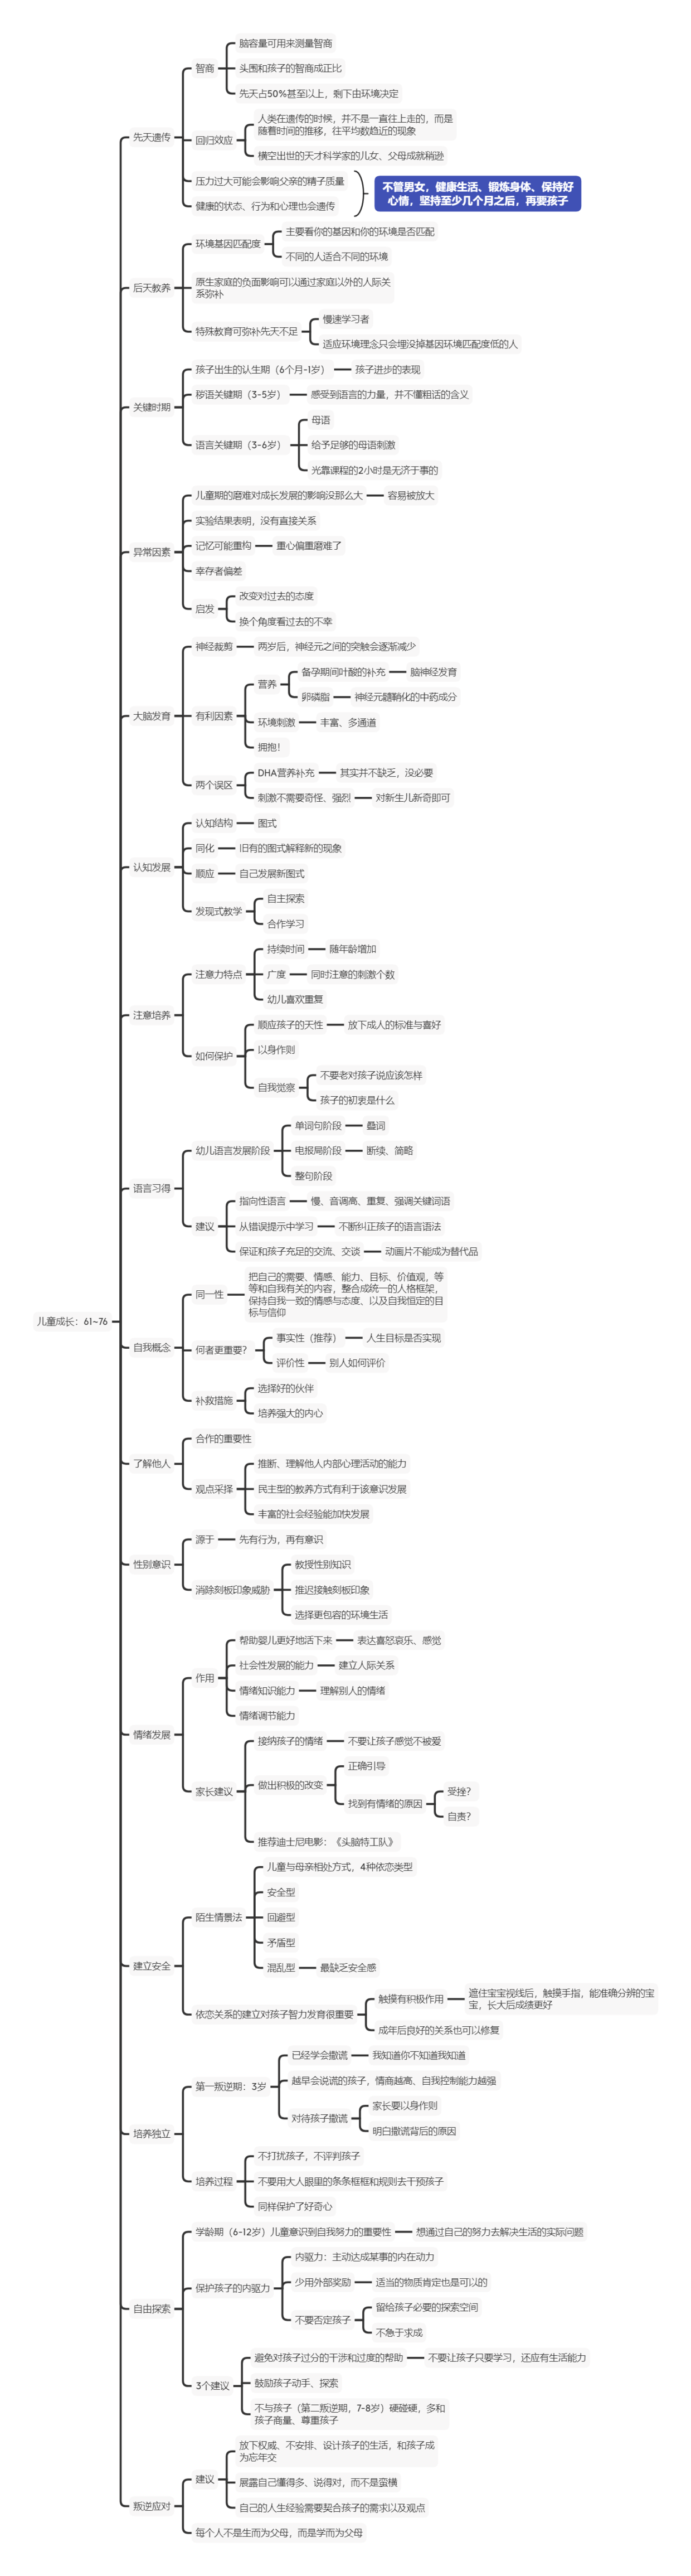 儿童成长：61~76
先天遗传
智商
脑容量可用来测量智商
头围和孩子的智商成正比
先天占50%甚至以上，剩下由环境决定
回归效应
人类在遗传的时候，并不是一直往上走的，而是
随着时间的推移，往平均数趋近的现象
横空出世的天才科学家的儿女、父母成就稍逊
压力过大可能会影响父亲的精子质量
健康的状态、行为和心理也会遗传
不管男女，健康生活、锻炼身体、保持好
心情，坚持至少几个月之后，再要孩子
后天教养
环境基因匹配度
主要看你的基因和你的环境是否匹配
不同的人适合不同的环境
原生家庭的负面影响可以通过家庭以外的人际关
系弥补
特殊教育可弥补先天不足
慢速学习者
适应环境理念只会埋没掉基因环境匹配度低的人
关键时期
孩子出生的认生期（6个月-1岁）
孩子进步的表现
秽语关键期（3-5岁）
感受到语言的力量，并不懂粗话的含义
语言关键期（3-6岁）
母语
给予足够的母语刺激
光靠课程的2小时是无济于事的
异常因素
儿童期的磨难对成长发展的影响没那么大
容易被放大
实验结果表明，没有直接关系
记忆可能重构
重心偏重磨难了
幸存者偏差
启发
改变对过去的态度
换个角度看过去的不幸
大脑发育
神经裁剪
两岁后，神经元之间的突触会逐渐减少
有利因素
营养
备孕期间叶酸的补充
脑神经发育
卵磷脂
神经元髓鞘化的中药成分
环境刺激
丰富、多通道
拥抱！
两个误区
DHA营养补充
其实并不缺乏，没必要
刺激不需要奇怪、强烈
对新生儿新奇即可
认知发展
认知结构
图式
同化
旧有的图式解释新的现象
顺应
自己发展新图式
发现式教学
自主探索
合作学习
注意培养
注意力特点
持续时间
随年龄增加
广度
同时注意的刺激个数
幼儿喜欢重复
如何保护
顺应孩子的天性
放下成人的标准与喜好
以身作则
自我觉察
不要老对孩子说应该怎样
孩子的初衷是什么
语言习得
幼儿语言发展阶段
单词句阶段
叠词
电报局阶段
断续、简略
整句阶段
建议
指向性语言
慢、音调高、重复、强调关键词语
从错误提示中学习
不断纠正孩子的语言语法
保证和孩子充足的交流、交谈
动画片不能成为替代品
自我概念
同一性
把自己的需要、情感、能力、目标、价值观，等
等和自我有关的内容，整合成统一的人格框架，
保持自我一致的情感与态度、以及自我恒定的目
标与信仰
何者更重要？
事实性（推荐）
人生目标是否实现
评价性
别人如何评价
补救措施
选择好的伙伴
培养强大的内心
了解他人
合作的重要性
观点采择
推断、理解他人内部心理活动的能力
民主型的教养方式有利于该意识发展
丰富的社会经验能加快发展
性别意识
源于
先有行为，再有意识
消除刻板印象威胁
教授性别知识
推迟接触刻板印象
选择更包容的环境生活
情绪发展
作用
帮助婴儿更好地活下来
表达喜怒哀乐、感觉
社会性发展的能力
建立人际关系
情绪知识能力
理解别人的情绪
情绪调节能力
家长建议
接纳孩子的情绪
不要让孩子感觉不被爱
做出积极的改变
正确引导
找到有情绪的原因
受挫？
自责？
推荐迪士尼电影：《头脑特工队》
建立安全
陌生情景法
儿童与母亲相处方式，4种依恋类型
安全型
回避型
矛盾型
混乱型
最缺乏安全感
依恋关系的建立对孩子智力发育很重要
触摸有积极作用
遮住宝宝视线后，触摸手指，能准确分辨的宝
宝，长大后成绩更好
成年后良好的关系也可以修复
培养独立
第一叛逆期：3岁
已经学会撒谎
我知道你不知道我知道
越早会说谎的孩子，情商越高、自我控制能力越强
对待孩子撒谎
家长要以身作则
明白撒谎背后的原因
培养过程
不打扰孩子，不评判孩子
不要用大人眼里的条条框框和规则去干预孩子
同样保护了好奇心
自由探索
学龄期（6-12岁）儿童意识到自我努力的重要性
想通过自己的努力去解决生活的实际问题
保护孩子的内驱力
内驱力：主动达成某事的内在动力
少用外部奖励
适当的物质肯定也是可以的
不要否定孩子
留给孩子必要的探索空间
不急于求成
3个建议
避免对孩子过分的干涉和过度的帮助
不要让孩子只要学习，还应有生活能力
鼓励孩子动手、探索
不与孩子（第二叛逆期，7-8岁）硬碰硬，多和
孩子商量、尊重孩子
叛逆应对
建议
放下权威、不安排、设计孩子的生活，和孩子成
为忘年交
展露自己懂得多、说得对，而不是蛮横
自己的人生经验需要契合孩子的需求以及观点
每个人不是生而为父母，而是学而为父母